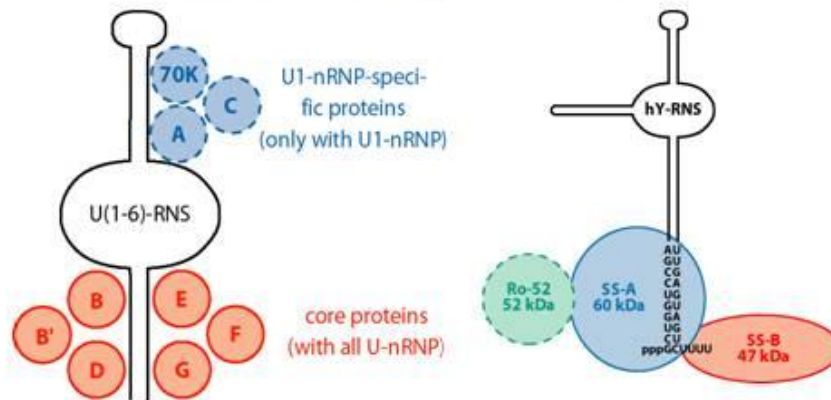 70K
C
A
U1-nRNP-speci-
fic proteins
(only with U1-nRNP)
U(1-6)-RNS
B
E
B'
F
D
G
core proteins
(with all U-nRNP)
hY-RNS
Ro-52
52 kDa
SS-A
60 kDa
AU
GU
CG
CA
UG
GU
GA
UG
CU
pppGCUUUU
SS-B
47 kDa